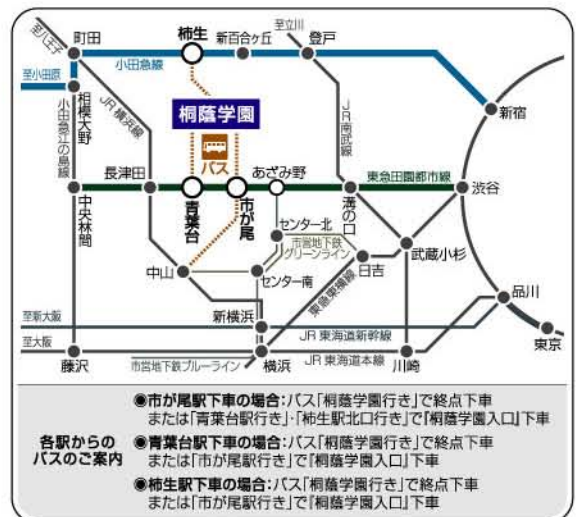 至立川
至八王子
町田
柿生
新百合ヶ丘
登戸
小田急線
至小田原
相模大野
小田急江の島線
JR横浜線
桐蔭学園
バス
JR南武線
新宿
長津田
あざみ野
東急田園都市線
渋谷
中央林間
青葉台
市が尾
溝の口
センター北
市営地下鉄
グリーンライン
日吉
武蔵小杉
中山
センター南
東急東横線
品川
至新大阪
新横浜
JR東海道新幹線
東京
至大阪
藤沢
市営地下鉄ブルーライン
横浜
JR東海道本線
川崎
各駅からの
バスのご案内
◉市が尾駅下車の場合:バス「桐蔭学園行き」で終点下車
または「青葉台駅行き」・「柿生駅北口行き」で『桐蔭学園入口』下車
◉青葉台駅下車の場合:バス「桐蔭学園行き」で終点下車
または「市が尾駅行き」で『桐蔭学園入口』下車
◉柿生駅下車の場合:バス「桐蔭学園行き」で終点下車
または「市が尾駅行き」で『桐蔭学園入口』下車